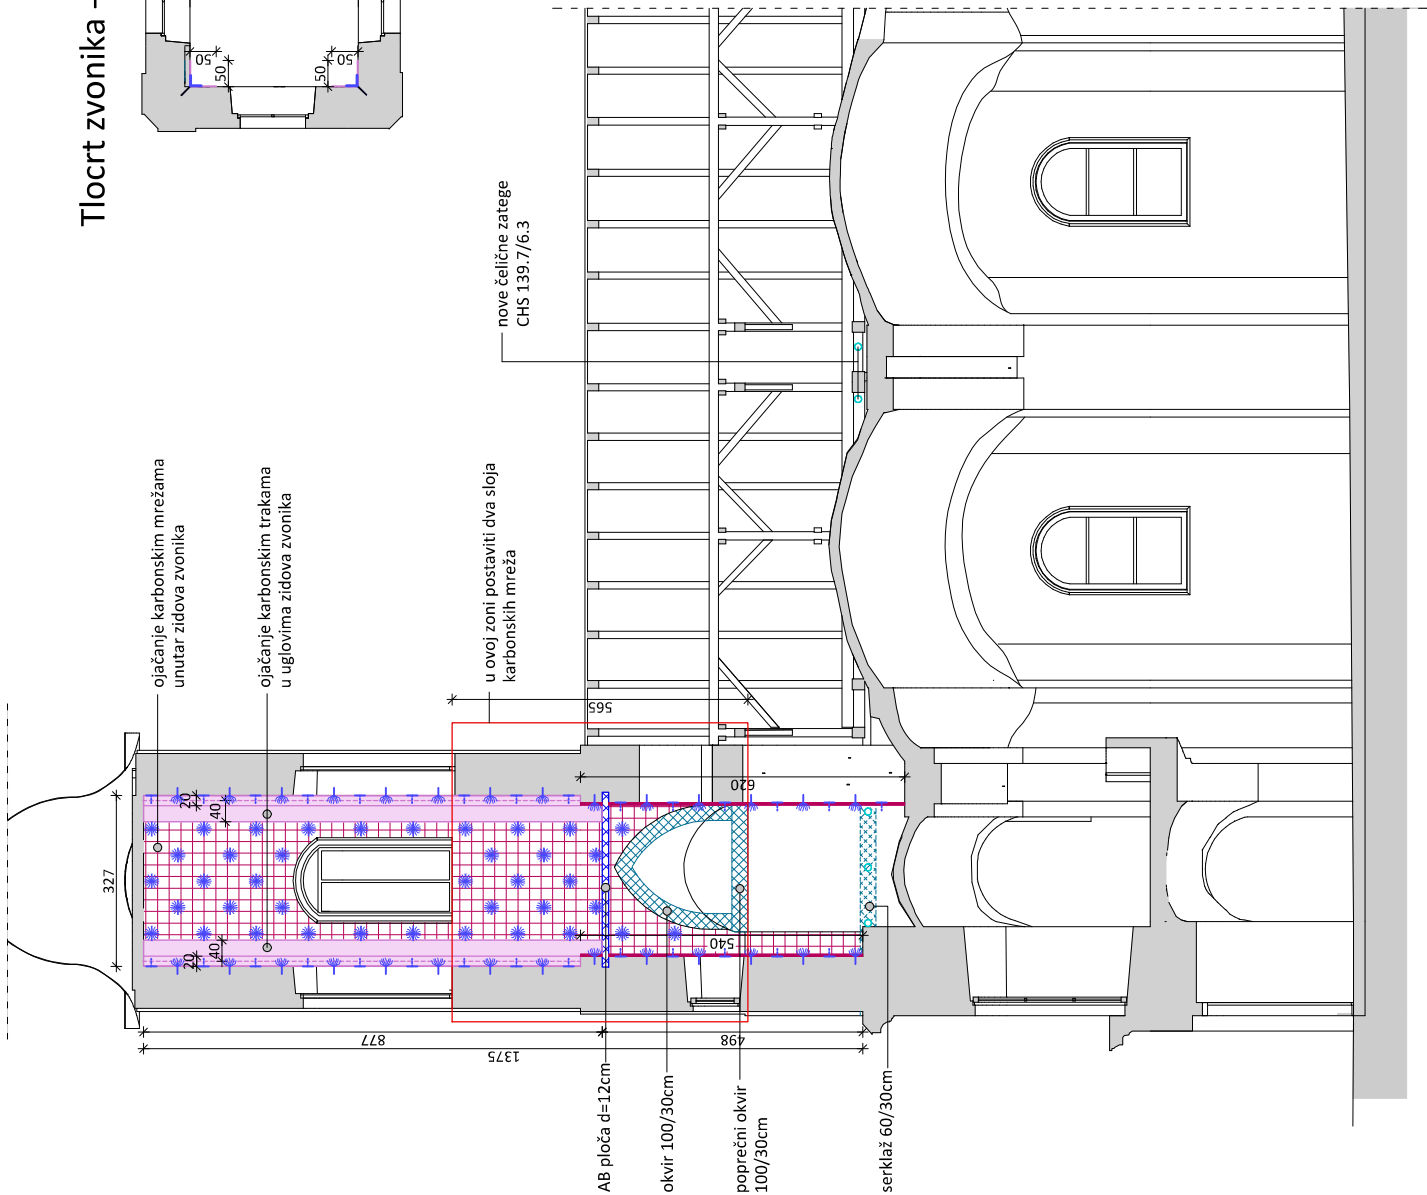 Tlocrt zvonika -
50
50
50
50
nove čelične zatege
CHS 139.7/6.3
ojačanje karbonskim mrežama
unutar zidova zvonika
ojačanje karbonskim trakama
u uglovima zidova zvonika
u ovoj zoni postaviti dva sloja
karbonskih mreža
565
620
20
40
327
40
20
540
877
498
1375
AB ploča d=12cm
okvir 100/30cm
poprečni okvir
100/30cm
serklaž 60/30cm